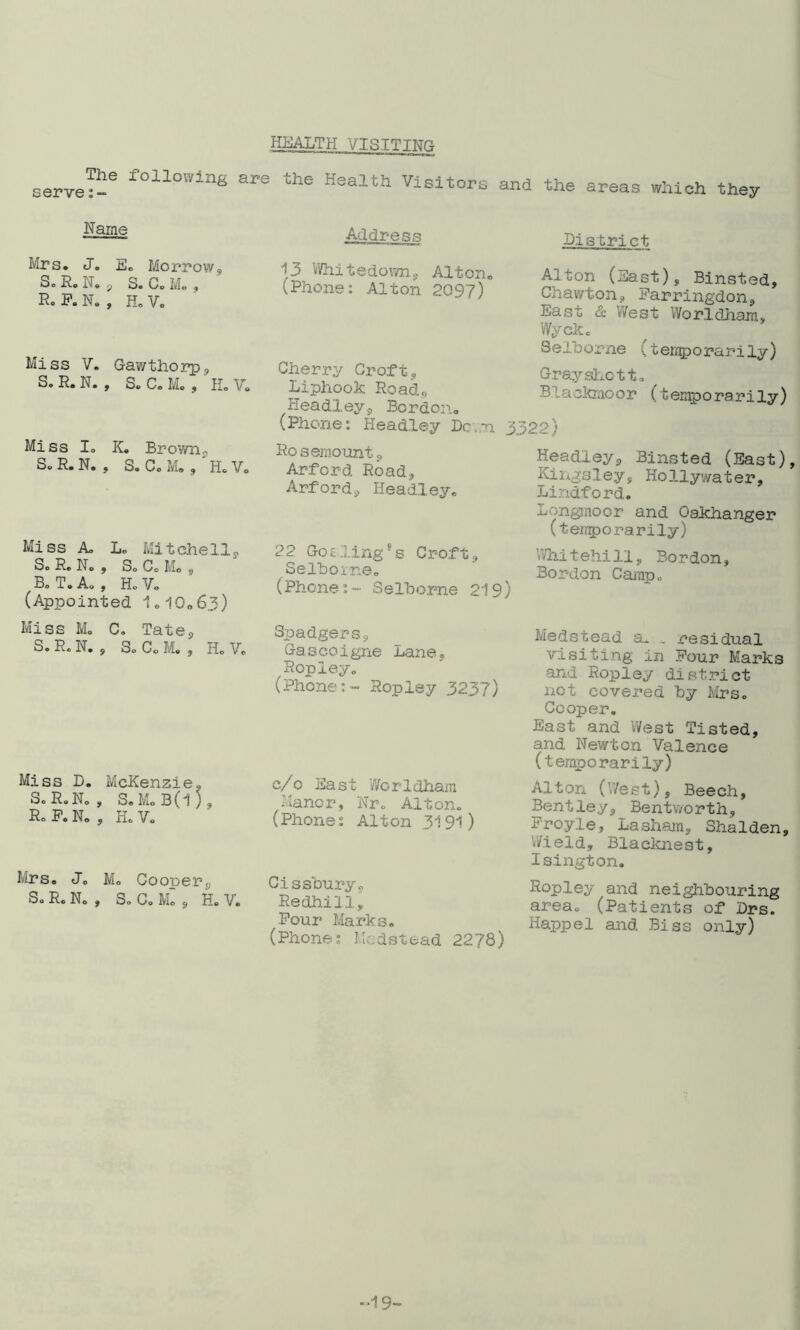 HEALTH VISITING
The following are the Health Visitors and the areas which they
serve:-
Name
Address
District
Mrs. J. E. Morrow,
S.R.N., S.C.M.,
R.F.N., H.V.
13 Whitedown, Alton.
(Phone: Alton 2097)
Alton (East), Binsted,
Chawton, Farringdon,
East & West Worldham,
Wyck.
Selborne (temporarily)
Miss V. Gawthorp,
S.R.N., S.C.M., H.V.
Cherry Croft,
Liphook Road,
Headley, Bordon.
(Phone: Headley Down 3322)
Grayshott.
Blackmoor (temporarily)
Miss I. K. Brown,
S.R.N., S.C.M., H.V.
Rosemount,
Arford Road,
Arford, Headley.
Headley, Binsted (East),
Kingsley, Hollywater,
Lindford.
Longmoor and Oakhanger
(temporarily)
Miss A. L. Mitchell,
S.R.N., S.C.M.,
B.T.A., H.V.
(Appointed 1.10.63)
22 Gosling's Croft,
Selborne.
(Phone:- Selborne 219)
Whitehill, Bordon,
Bordon Camp.
Miss M. C. Tate,
S.R.N., S.C.M., H.V.
Spadgers,
Gascoigne Lane,
Ropley.
(Phone:- Ropley 3237)
Medstead a. - residual
visiting in Four Marks
and Ropley district
not covered by Mrs.
Cooper.
East and West Tisted,
and Newton Valence
(temporarily)
Miss D. McKenzie,
S.R.N., S.M.B(1),
R.F.N., H.V.
c/o East Worldham
Manor, Nr. Alton.
(Phone: Alton 3191)
Alton (West), Beech,
Bentley, Bentworth,
Froyle, Lasham, Shalden,
Wield, Blacknest,
Isington.
Mrs. J. M. Cooper,
S.R.N., S.C.M., H.V.
Cissbury,
Redhill,
Four Marks.
(Phone: Medstead 2278)
Ropley and neighbouring
area. (Patients of Drs.
Happel and Biss only)
-19-